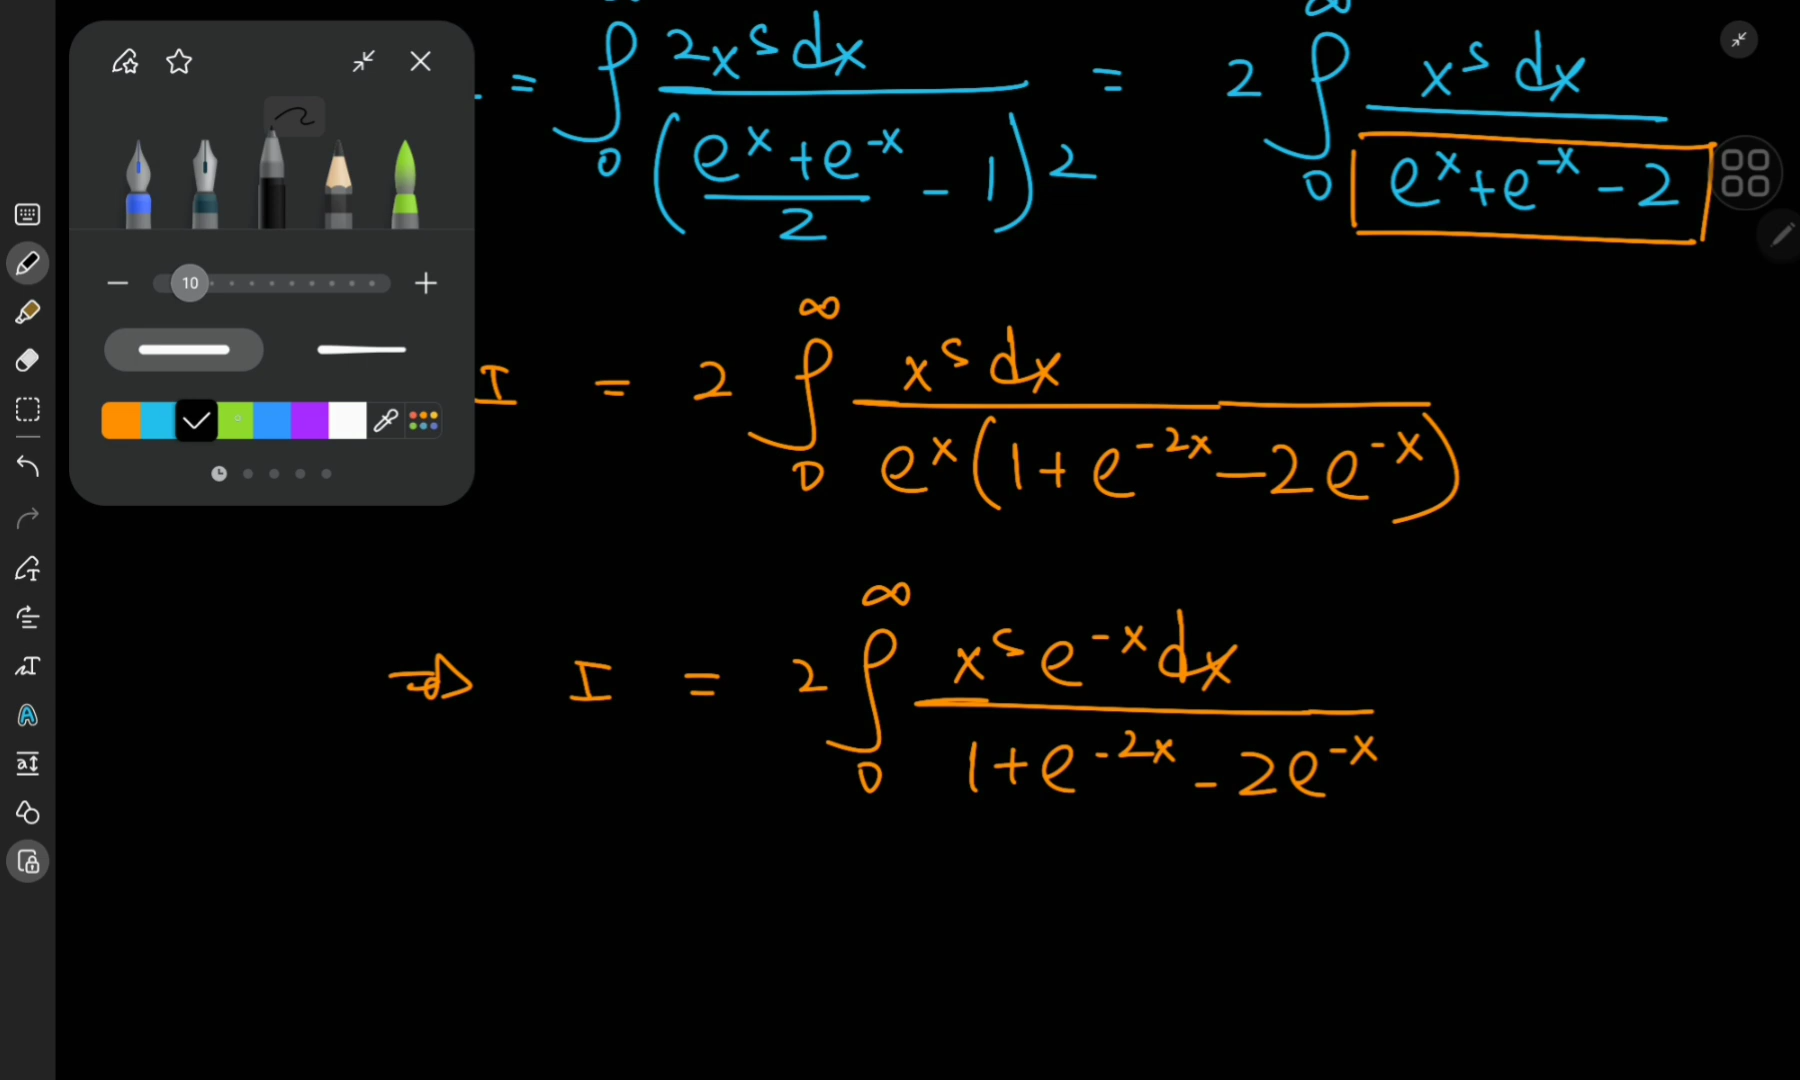 = ∫₀^∞ 2x^s dx / ((e^x + e^-x)/2 - 1)2 = 2 ∫₀^∞ x^s dx / (e^x + e^-x - 2)
10
I = 2 ∫₀^∞ x^s dx / e^x(1 + e^-2x - 2e^-x)
⇒ I = 2 ∫₀^∞ x^s e^-x dx / (1 + e^-2x - 2e^-x)